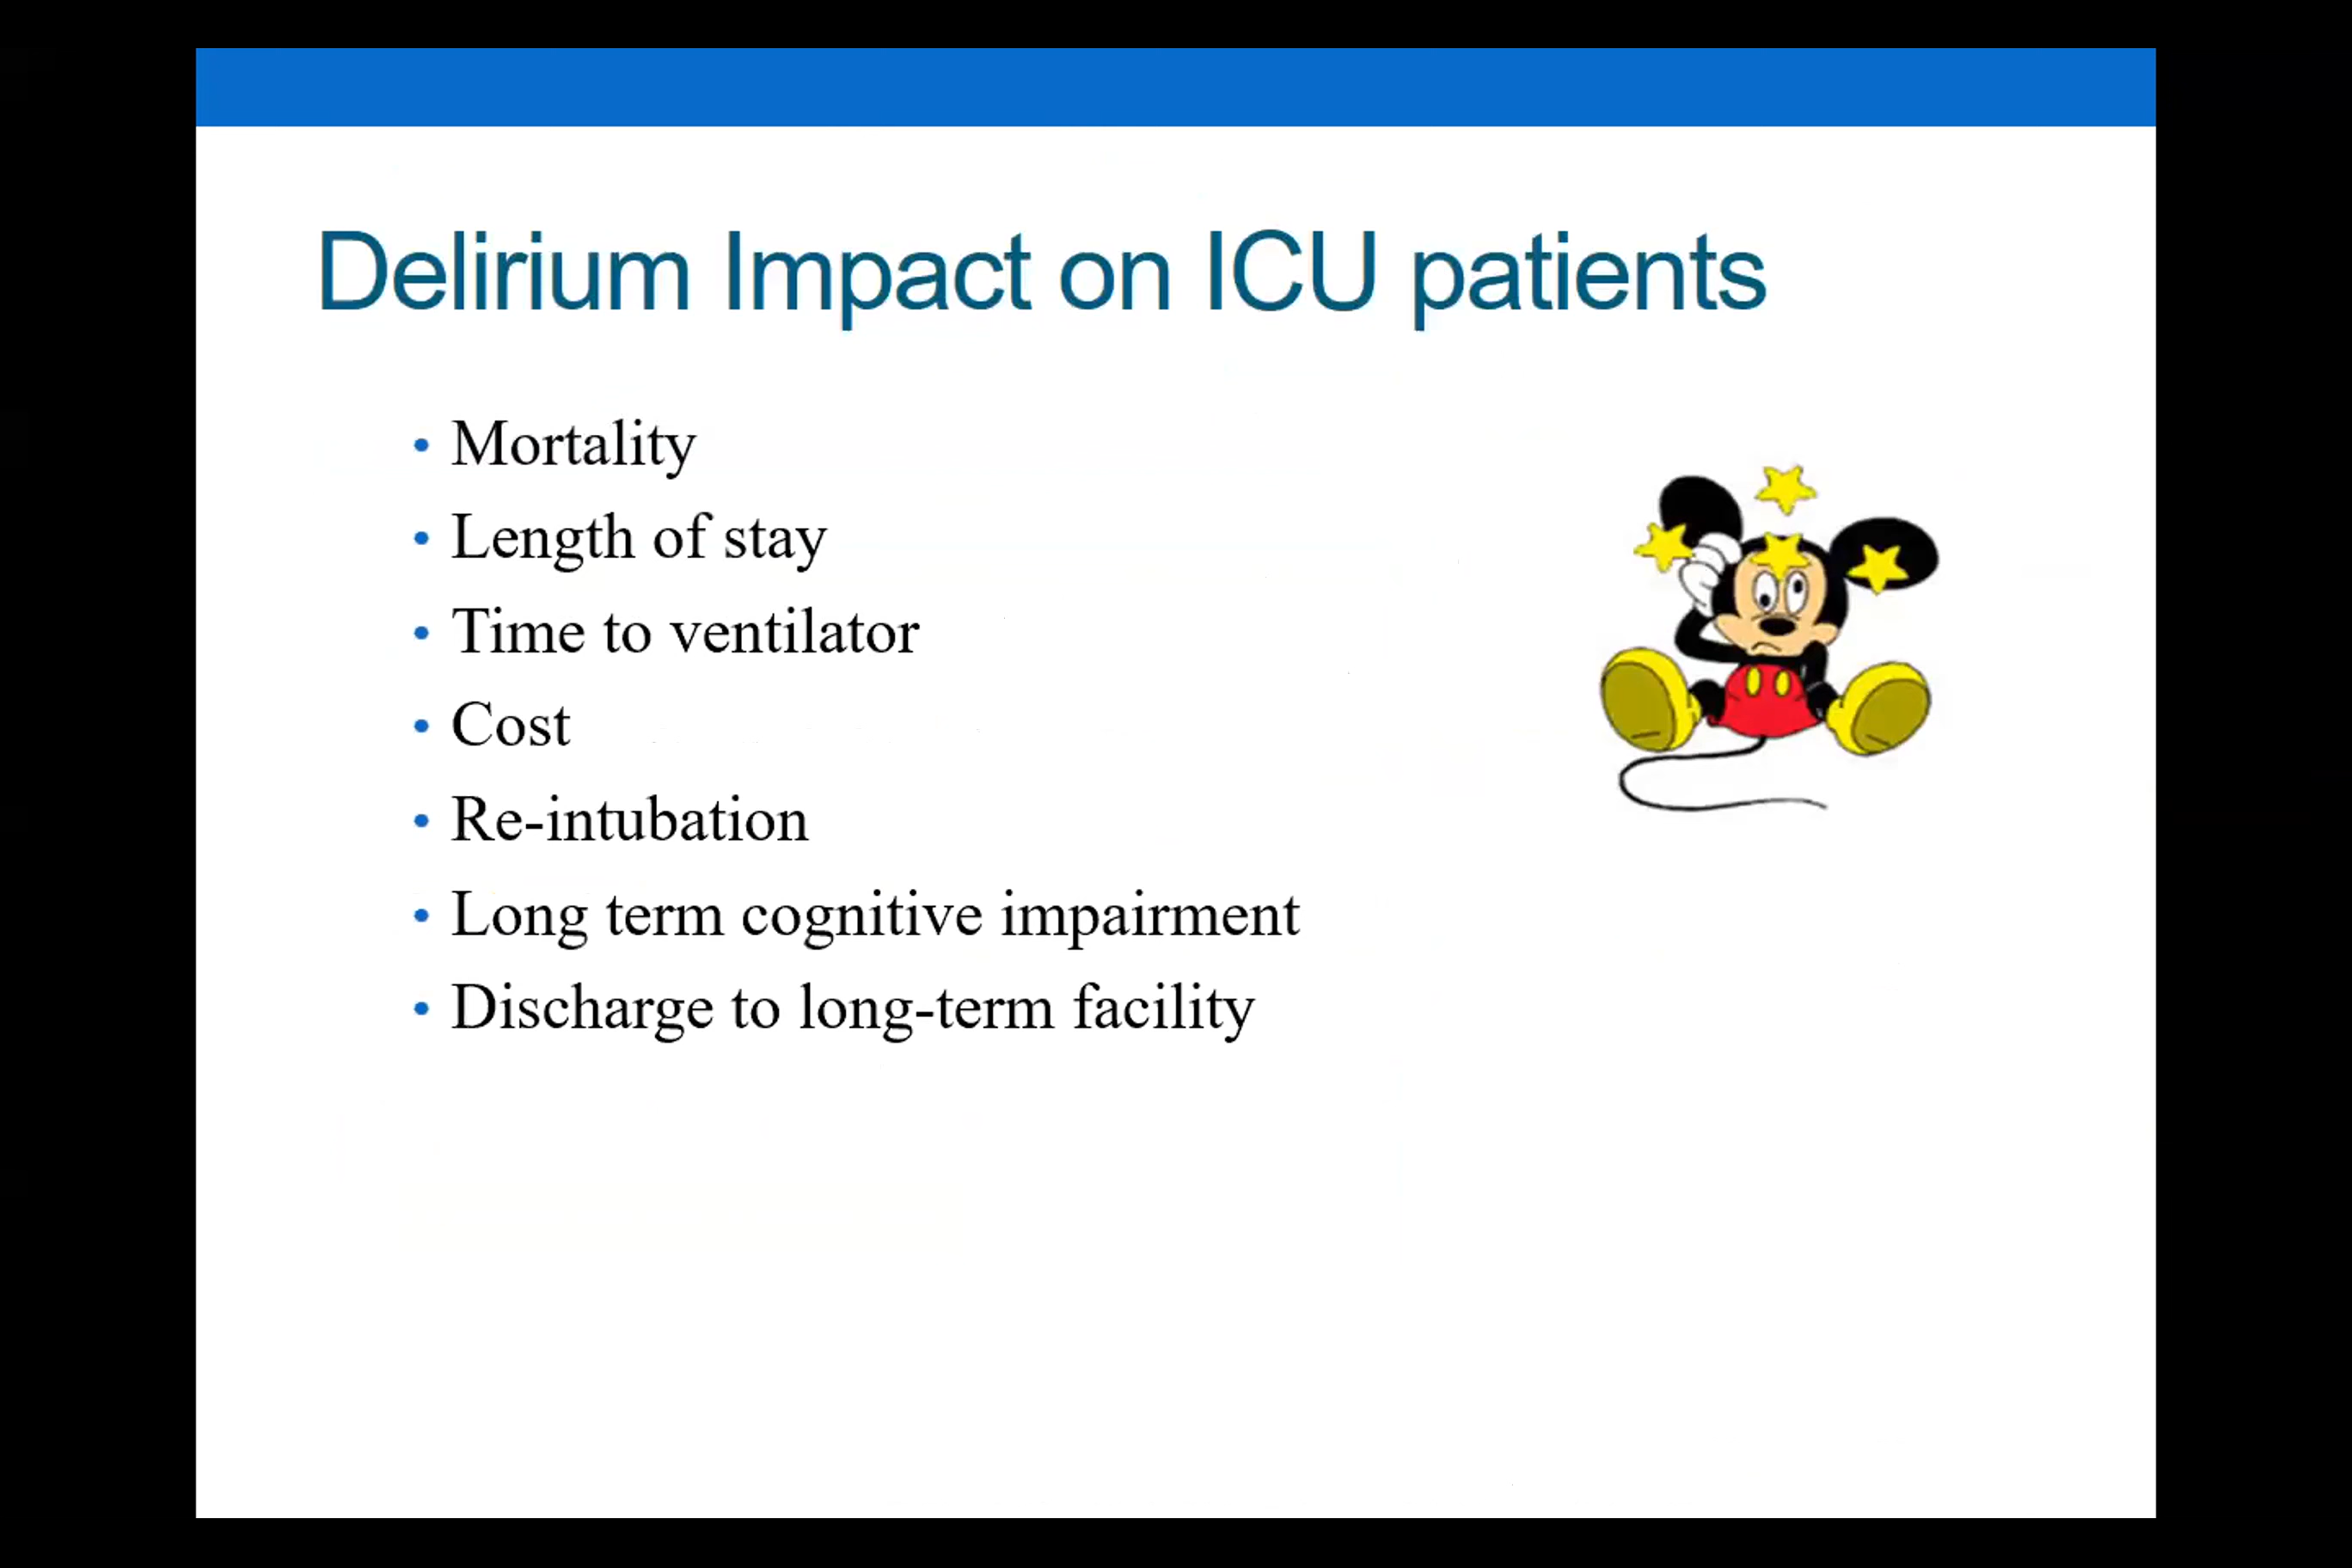 Delirium Impact on ICU patients
• Mortality
• Length of stay
• Time to ventilator
• Cost
• Re-intubation
• Long term cognitive impairment
• Discharge to long-term facility